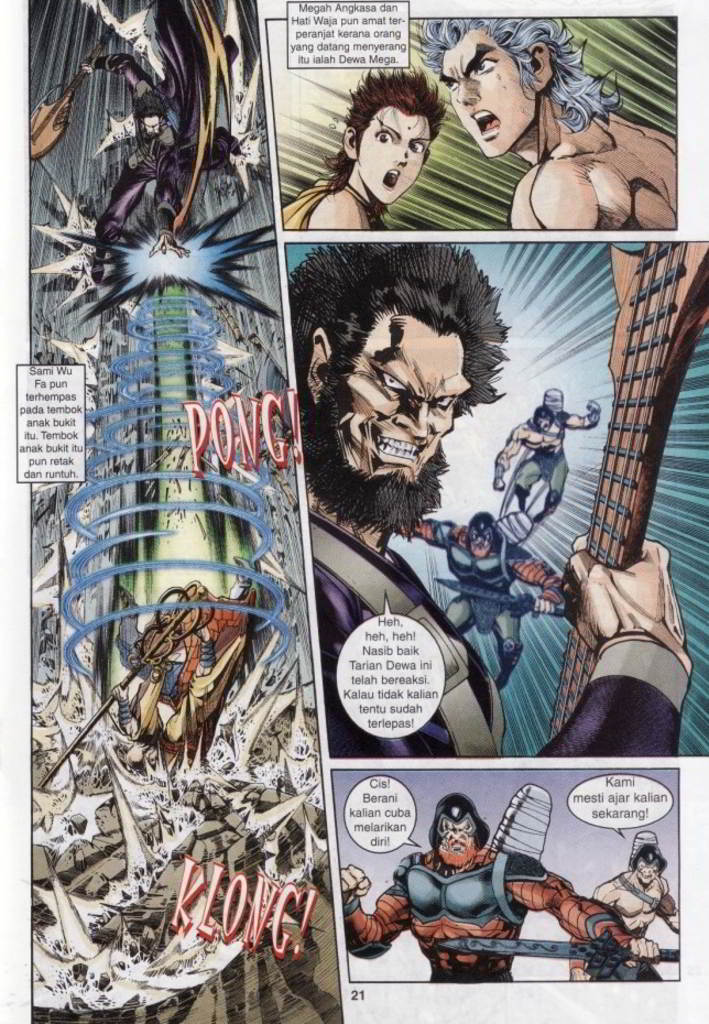 Sami Wu
Fa pun
terhempas
pada tembok
anak bukit
itu. Tembok
anak bukit itu
pun retak
dan runtuh.
PONG!
KLONG!
Megah Angkasa dan
Hati Waja pun amat ter-
peranjat kerana orang
yang datang menyerang
itu ialah Dewa Mega.
Heh,
heh, heh!
Nasib baik
Tarian Dewa ini
telah bereaksi.
Kalau tidak kalian
tentu sudah
terlepas!
Cis!
Berani
kalian cuba
melarikan
diri!
Kami
mesti ajar kalian
sekarang!
21